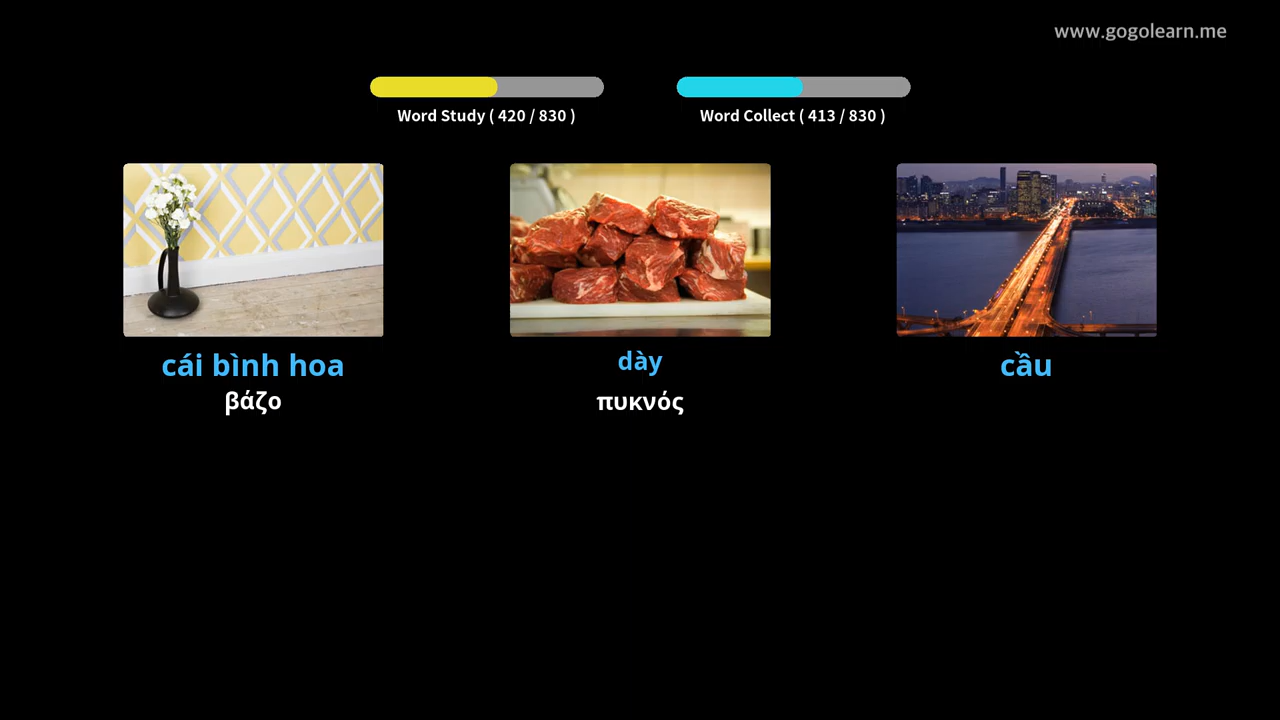 www.gogolearn.me
Word Study ( 420 / 830 )
Word Collect ( 413 / 830 )
cái bình hoa
βάζο
dày
πυκνός
cầu